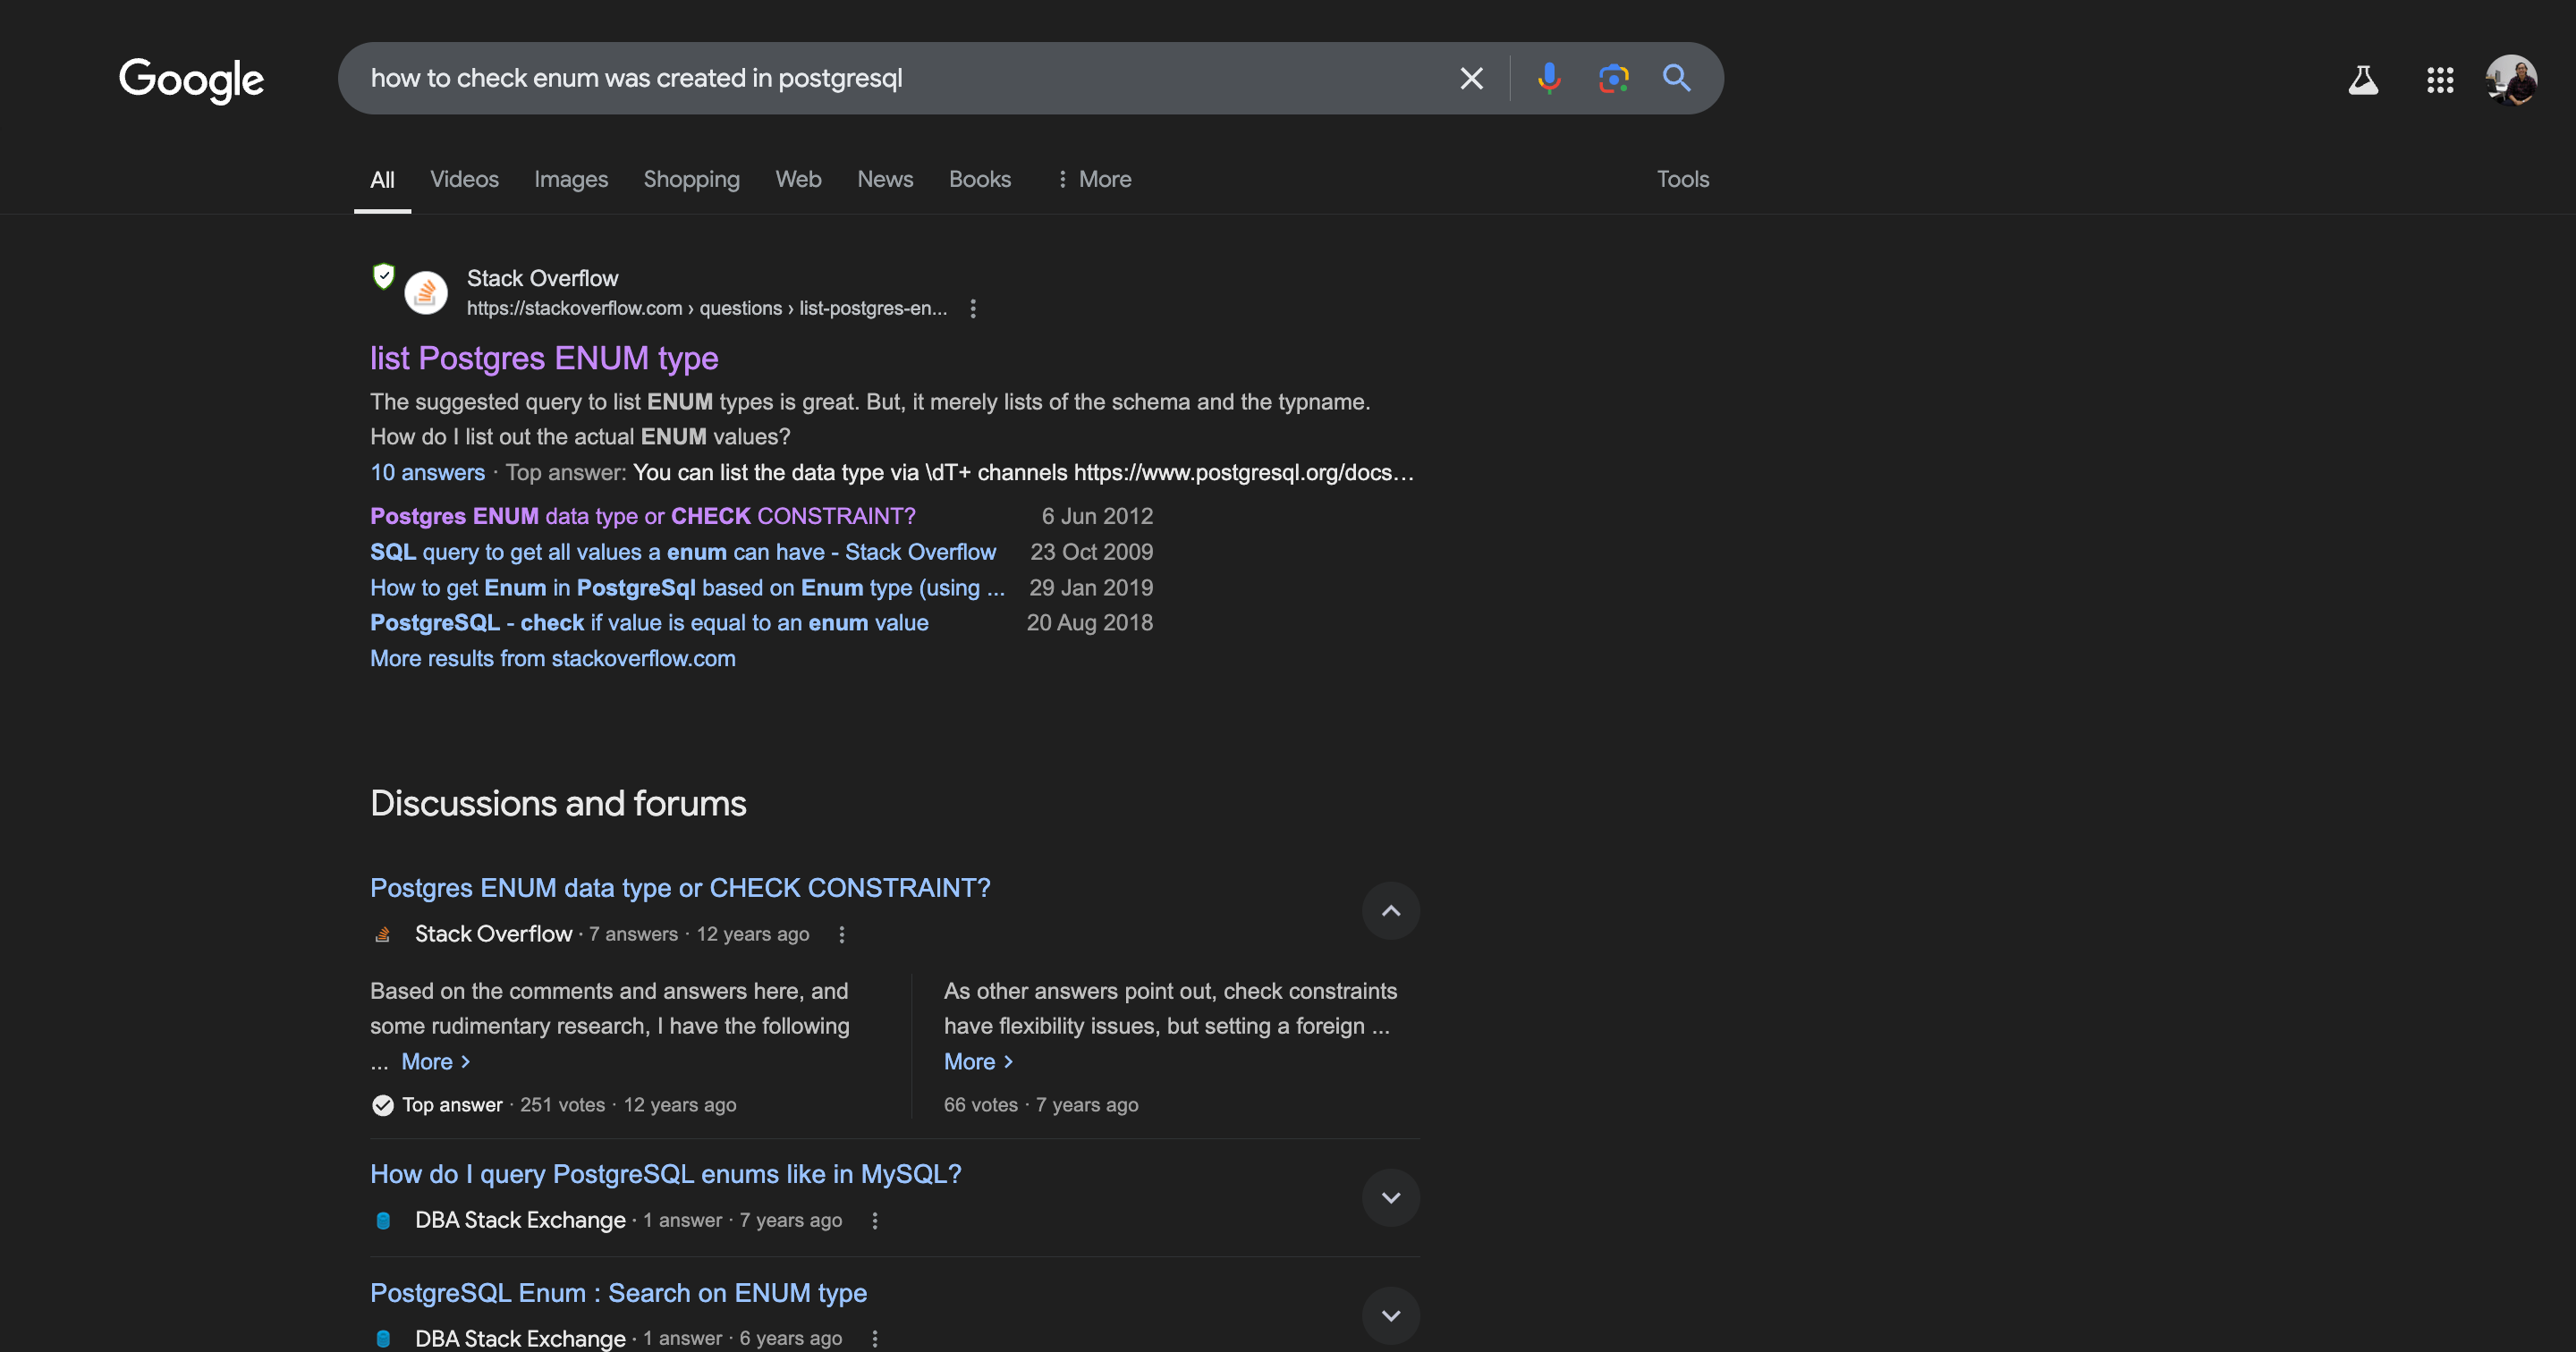 Google
how to check enum was created in postgresql
All Videos Images Shopping Web News Books More Tools
Stack Overflow
https://stackoverflow.com › questions › list-postgres-en...
list Postgres ENUM type
The suggested query to list ENUM types is great. But, it merely lists of the schema and the typname.
How do I list out the actual ENUM values?
10 answers · Top answer: You can list the data type via \dT+ channels https://www.postgresql.org/docs…
Postgres ENUM data type or CHECK CONSTRAINT? 6 Jun 2012
SQL query to get all values a enum can have - Stack Overflow 23 Oct 2009
How to get Enum in PostgreSql based on Enum type (using ... 29 Jan 2019
PostgreSQL - check if value is equal to an enum value 20 Aug 2018
More results from stackoverflow.com
Discussions and forums
Postgres ENUM data type or CHECK CONSTRAINT?
Stack Overflow · 7 answers · 12 years ago
Based on the comments and answers here, and
some rudimentary research, I have the following
... More
Top answer · 251 votes · 12 years ago
As other answers point out, check constraints
have flexibility issues, but setting a foreign ...
More
66 votes · 7 years ago
How do I query PostgreSQL enums like in MySQL?
DBA Stack Exchange · 1 answer · 7 years ago
PostgreSQL Enum : Search on ENUM type
DBA Stack Exchange · 1 answer · 6 years ago